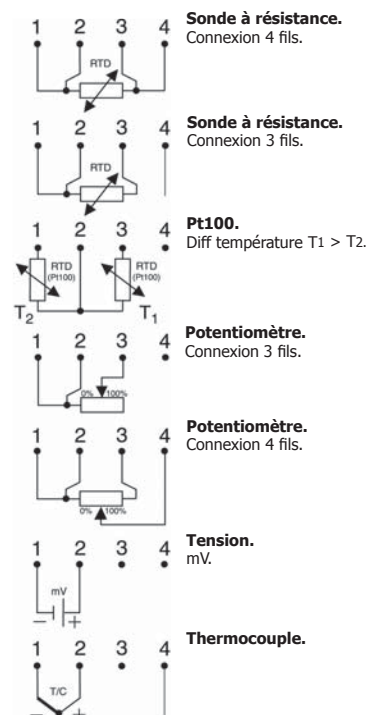 1 2 3 4
Sonde à résistance.
Connexion 4 fils.
RTD
1 2 3 4
Sonde à résistance.
Connexion 3 fils.
RTD
1 2 3 4
Pt100.
Diff température T1 > T2.
RTD
(Pt100)
RTD
(Pt100)
T2
T1
1 2 3 4
Potentiomètre.
Connexion 3 fils.
0% 100%
1 2 3 4
Potentiomètre.
Connexion 4 fils.
0% 100%
1 2 3 4
Tension.
mV.
mV
− +
1 2 3 4
Thermocouple.
T/C
− +